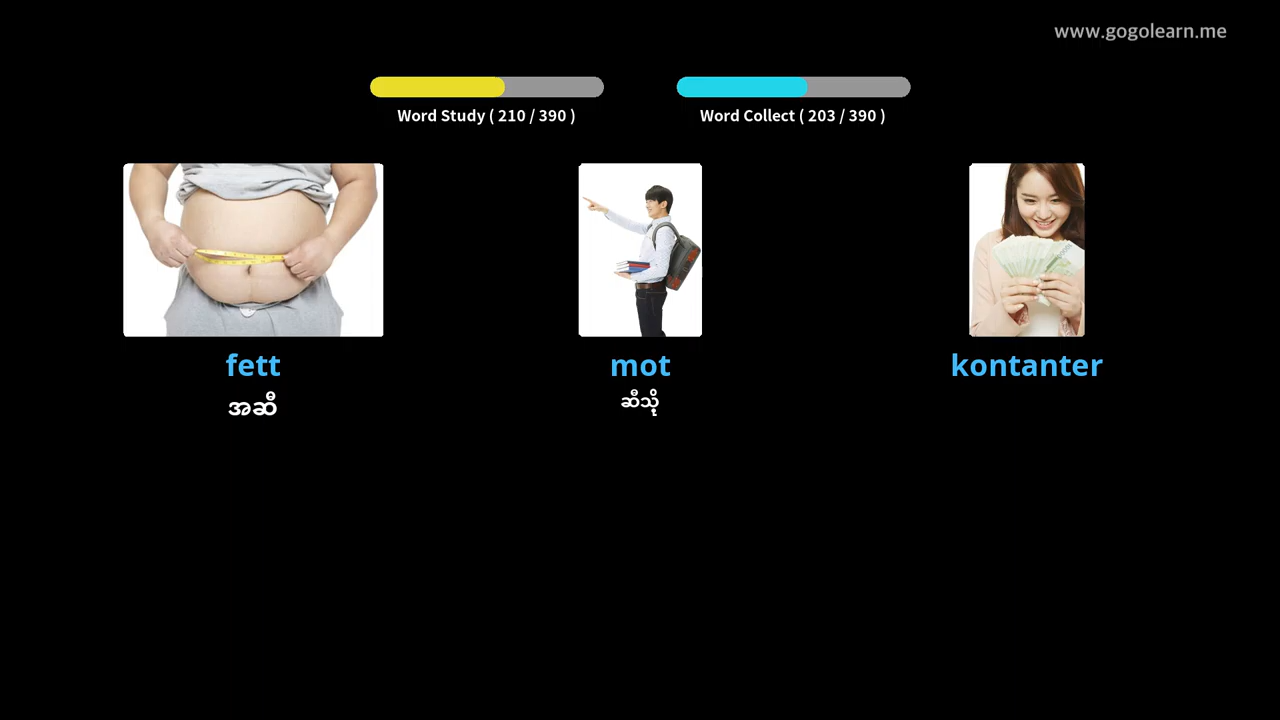 www.gogolearn.me
Word Study ( 210 / 390 )
Word Collect ( 203 / 390 )
fett
mot
kontanter
အဆီ
ဆီသို့